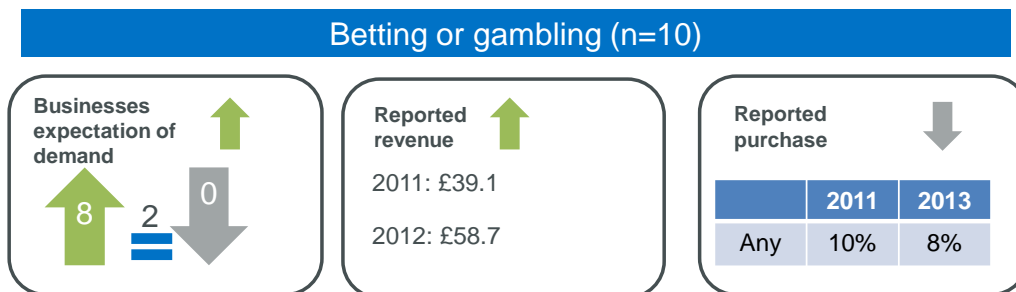 Betting or gambling (n=10)
Businesses
expectation of
demand
8
2
0
Reported
revenue
2011: £39.1
2012: £58.7
Reported
purchase
2011 2013
Any 10% 8%